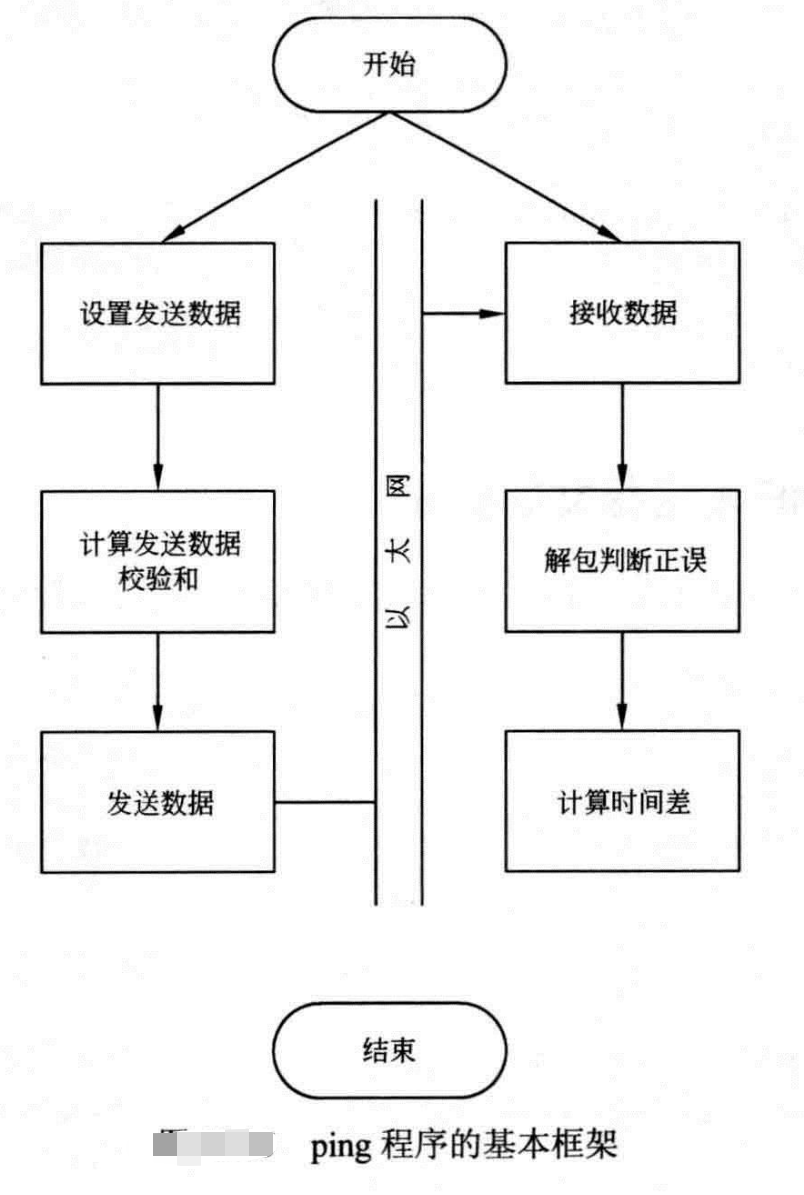 开始
设置发送数据
接收数据
计算发送数据
校验和
解包判断正误
以太网
发送数据
计算时间差
结束
ping 程序的基本框架